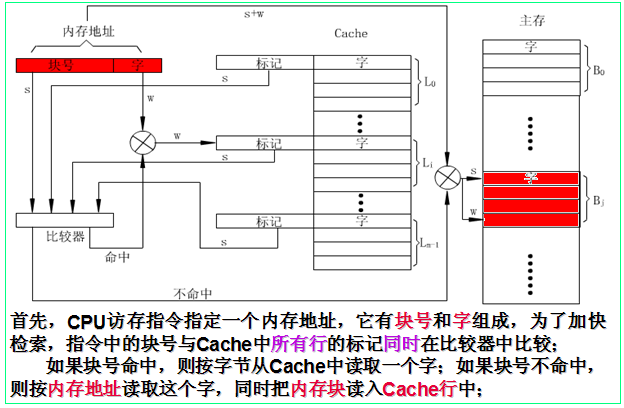 s+w
内存地址
Cache
主存
块号 字
标记 字
字
L0
B0
s
w
s
w
标记 字
s
Li
s
字
Bj
w
标记 字
s
Lm-1
比较器
命中
不命中
首先，CPU访存指令指定一个内存地址，它有块号和字组成，为了加快
检索，指令中的块号与Cache中所有行的标记同时在比较器中比较；
如果块号命中，则按字节从Cache中读取一个字；如果块号不命中，
则按内存地址读取这个字，同时把内存块读入Cache行中；